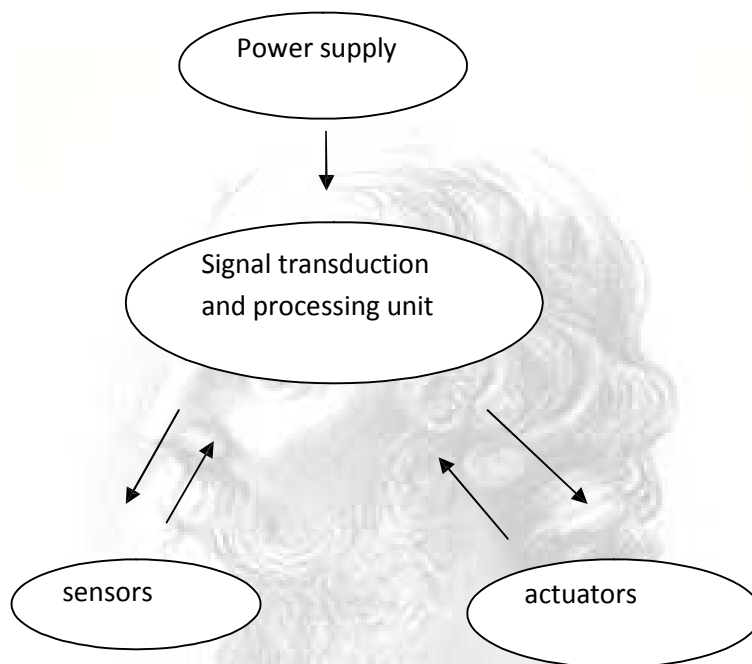 Power supply
Signal transduction
and processing unit
sensors
actuators